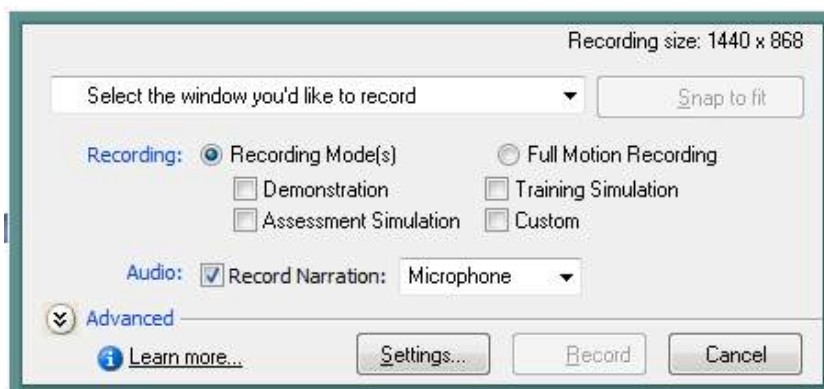 Recording size: 1440 x 868
Select the window you'd like to record Snap to fit
Recording: Recording Mode(s) Full Motion Recording
Demonstration Training Simulation
Assessment Simulation Custom
Audio: Record Narration: Microphone
Advanced
Learn more... Settings... Record Cancel